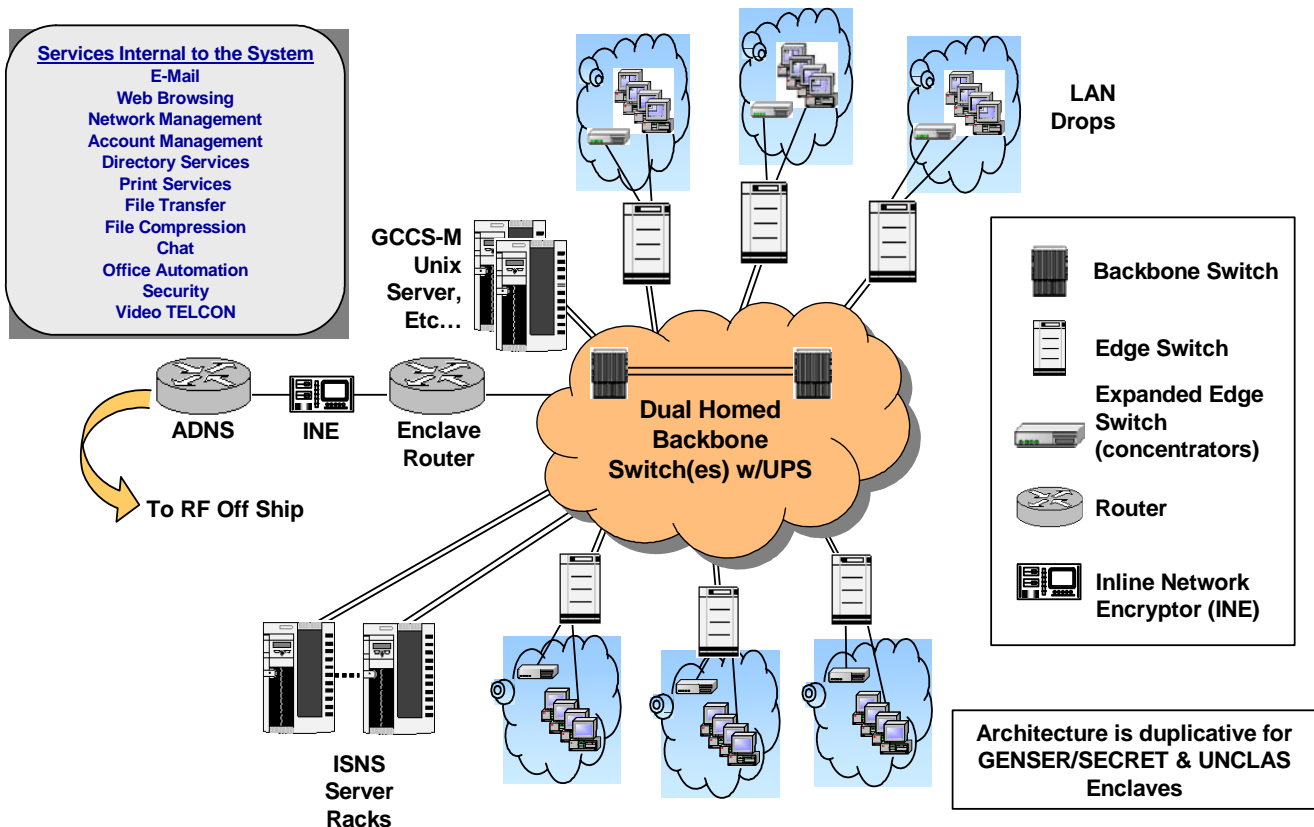 Services Internal to the System
E-Mail
Web Browsing
Network Management
Account Management
Directory Services
Print Services
File Transfer
File Compression
Chat
Office Automation
Security
Video TELCON
LAN
Drops
GCCS-M
Unix
Server,
Etc…
Backbone Switch
Edge Switch
Expanded Edge
Switch
(concentrators)
Router
Inline Network
Encryptor (INE)
ADNS
INE
Enclave
Router
Dual Homed
Backbone
Switch(es) w/UPS
To RF Off Ship
ISNS
Server
Racks
Architecture is duplicative for
GENSER/SECRET & UNCLAS
Enclaves